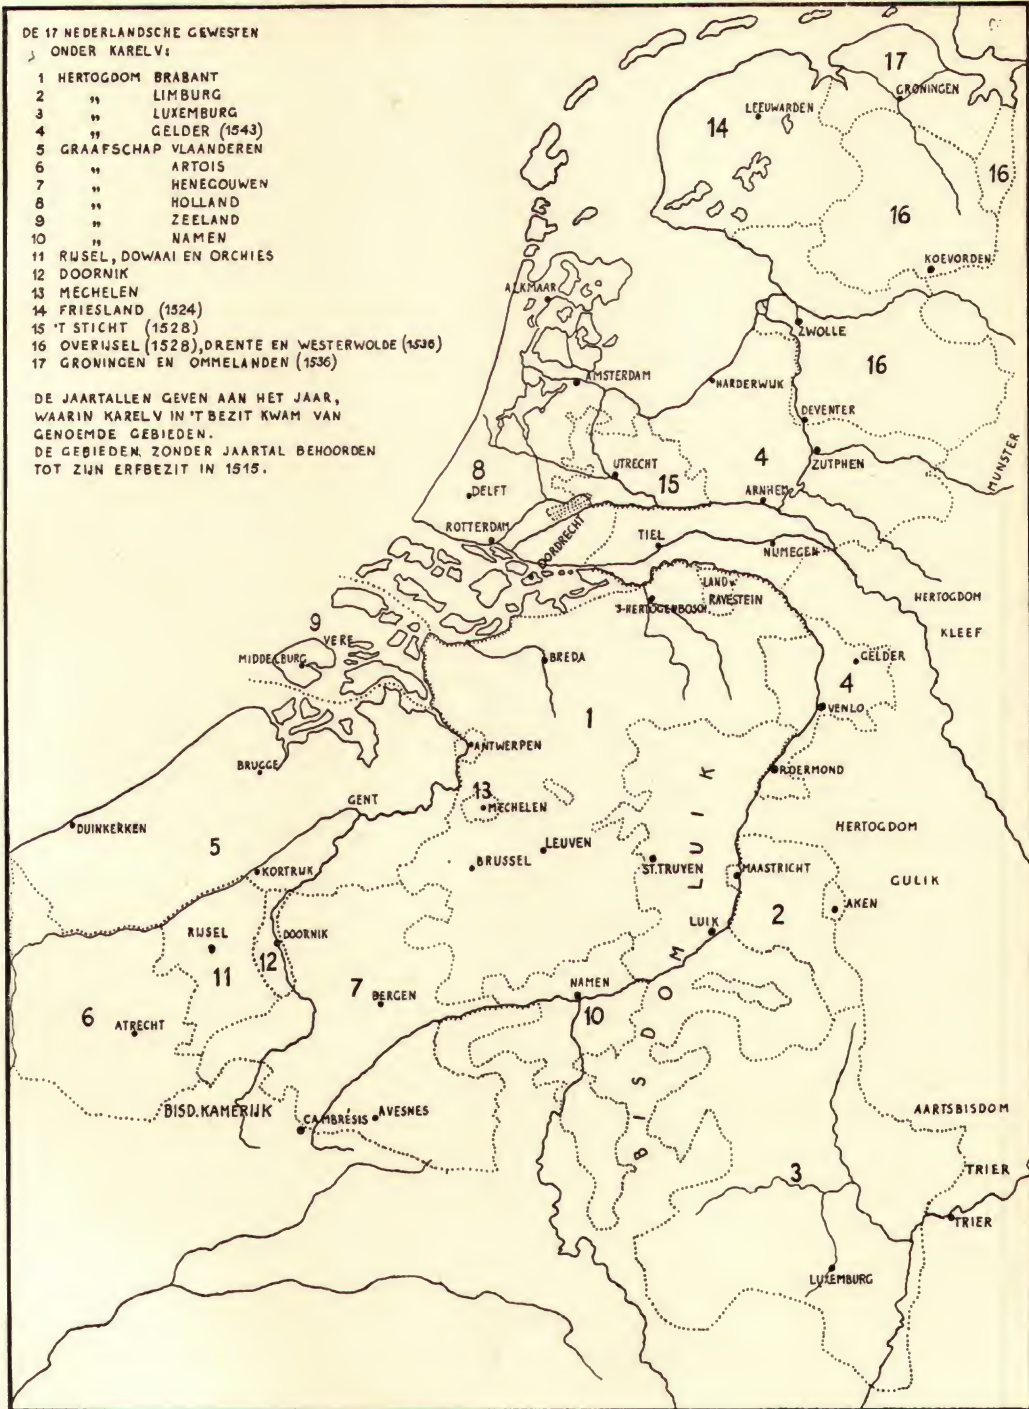 DE 17 NEDERLANDSCHE GEWESTEN
ONDER KAREL V:
1 HERTOGDOM BRABANT
2 „ LIMBURG
3 „ LUXEMBURG
4 „ GELDER (1543)
5 GRAAFSCHAP VLAANDEREN
6 „ ARTOIS
7 „ HENEGOUWEN
8 „ HOLLAND
9 „ ZEELAND
10 „ NAMEN
11 RIJSEL, DOWAAI EN ORCHIES
12 DOORNIK
13 MECHELEN
14 FRIESLAND (1524)
15 'T STICHT (1528)
16 OVERIJSEL (1528), DRENTE EN WESTERWOLDE (1536)
17 GRONINGEN EN OMMELANDEN (1536)
DE JAARTALLEN GEVEN AAN HET JAAR,
WAARIN KAREL V IN 'T BEZIT KWAM VAN
GENOEMDE GEBIEDEN.
DE GEBIEDEN ZONDER JAARTAL BEHOORDEN
TOT ZIJN ERFBEZIT IN 1515.
17
GRONINGEN
LEEUWARDEN
14
16
16
KOEVORDEN
ALKMAAR
ZWOLLE
16
AMSTERDAM
HARDERWIJK
DEVENTER
MUNSTER
8
UTRECHT
4
ZUTPHEN
DELFT
15
ARNHEM
ROTTERDAM
DORDRECHT
TIEL
NIJMEGEN
LAND v.
RAVESTEIN
HERTOGDOM
KLEEF
'S-HERTOGENBOSCH
9
VERE
MIDDELBURG
BREDA
GELDER
4
1
VENLO
ANTWERPEN
BRUGGE
ROERMOND
13
GENT
MECHELEN
DUINKERKEN
HERTOGDOM
GULIK
5
LEUVEN
BRUSSEL
ST. TRUYEN
KORTRIJK
MAASTRICHT
2
AKEN
BISDOM LUIK
LUIK
RIJSEL
DOORNIK
11
12
7
BERGEN
NAMEN
10
6
ATRECHT
BISD. KAMERIJK
CAMBRÉSIS
AVESNES
AARTSBISDOM
TRIER
3
TRIER
LUXEMBURG